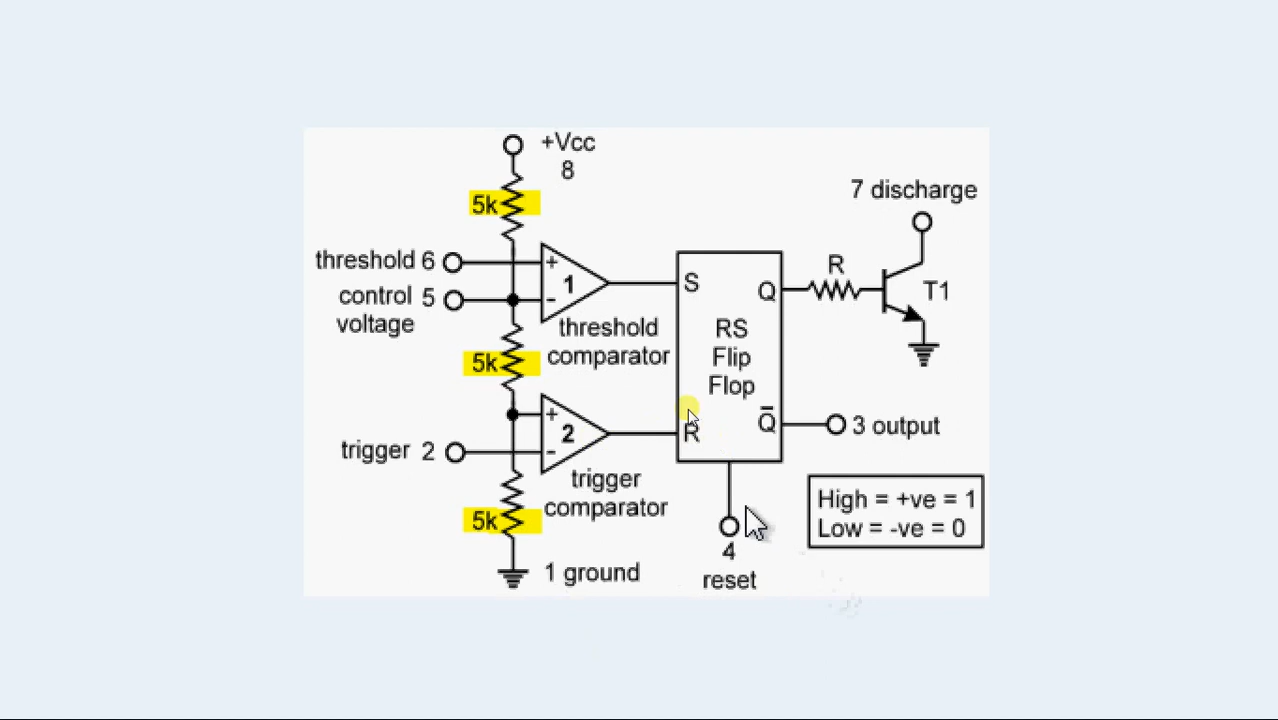 +Vcc
8
7 discharge
5k
threshold 6
+
1
S
Q
R
T1
control 5
voltage
-
threshold
comparator
RS
Flip
Flop
5k
+
2
R
Q̅
3 output
trigger 2
-
trigger
comparator
High = +ve = 1
Low = -ve = 0
5k
4
reset
1 ground